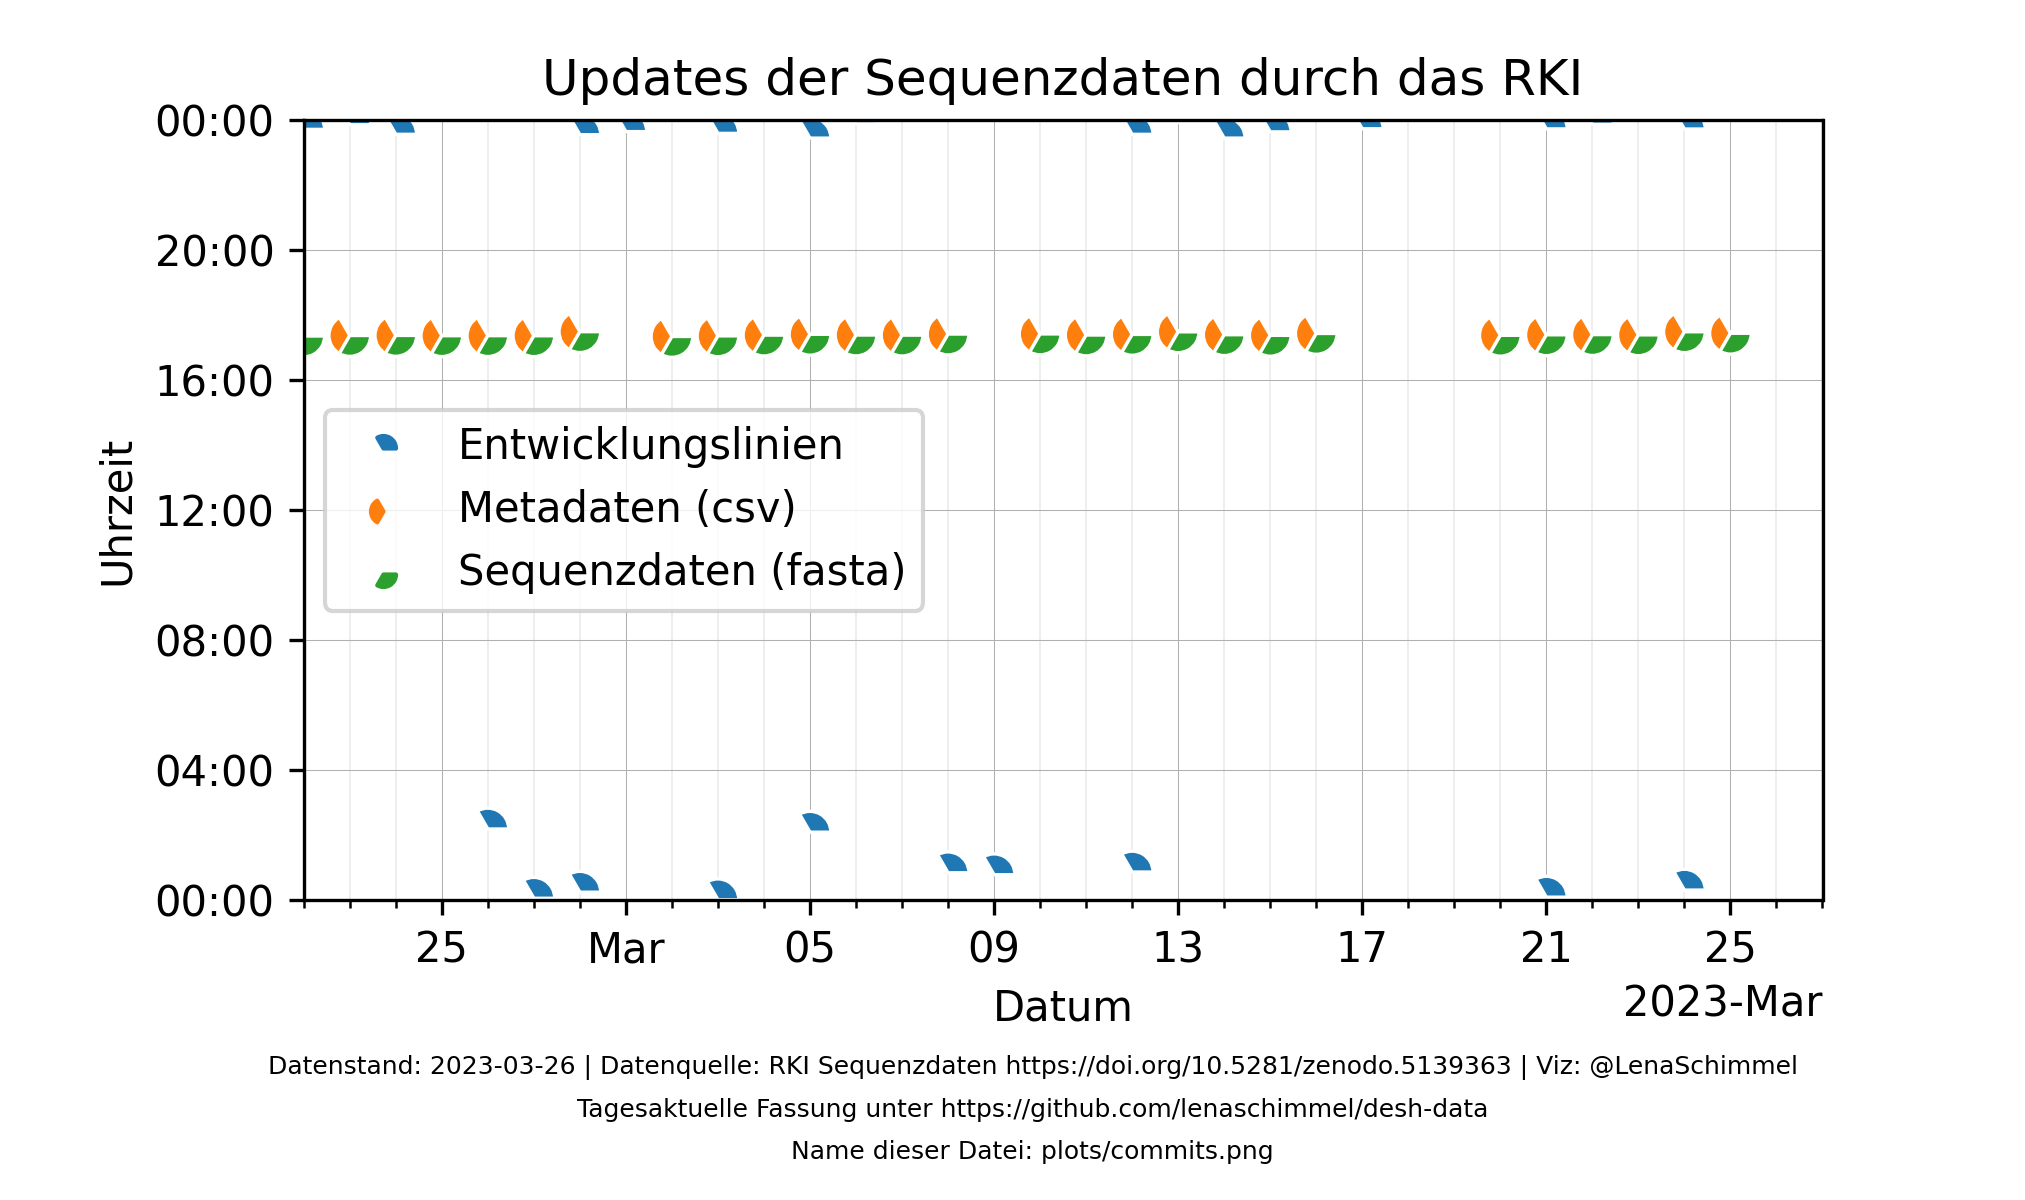 Updates der Sequenzdaten durch das RKI
00:00
20:00
16:00
12:00
08:00
04:00
00:00
Uhrzeit
Entwicklungslinien
Metadaten (csv)
Sequenzdaten (fasta)
25 Mar 05 09 13 17 21 25
Datum
2023-Mar
Datenstand: 2023-03-26 | Datenquelle: RKI Sequenzdaten https://doi.org/10.5281/zenodo.5139363 | Viz: @LenaSchimmel
Tagesaktuelle Fassung unter https://github.com/lenaschimmel/desh-data
Name dieser Datei: plots/commits.png